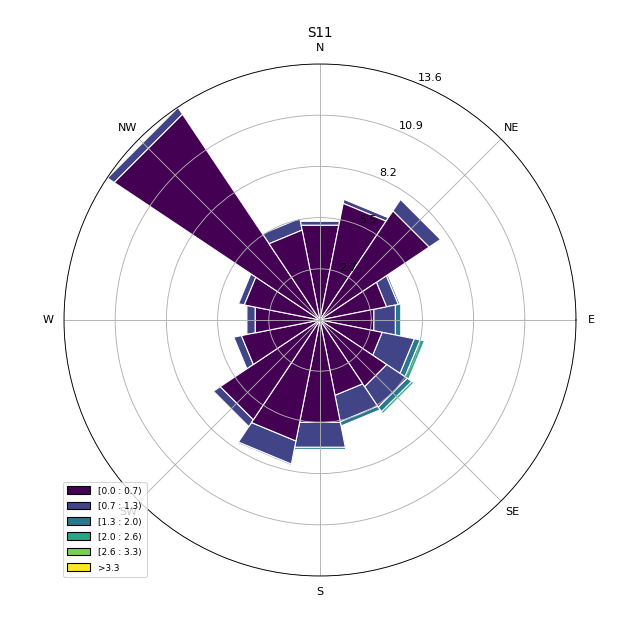 S11
N
13.6
NW
NE
10.9
8.2
W
E
[0.0 : 0.7)
[0.7 : 1.3)
SW
SE
[1.3 : 2.0)
[2.0 : 2.6)
[2.6 : 3.3)
>3.3
S